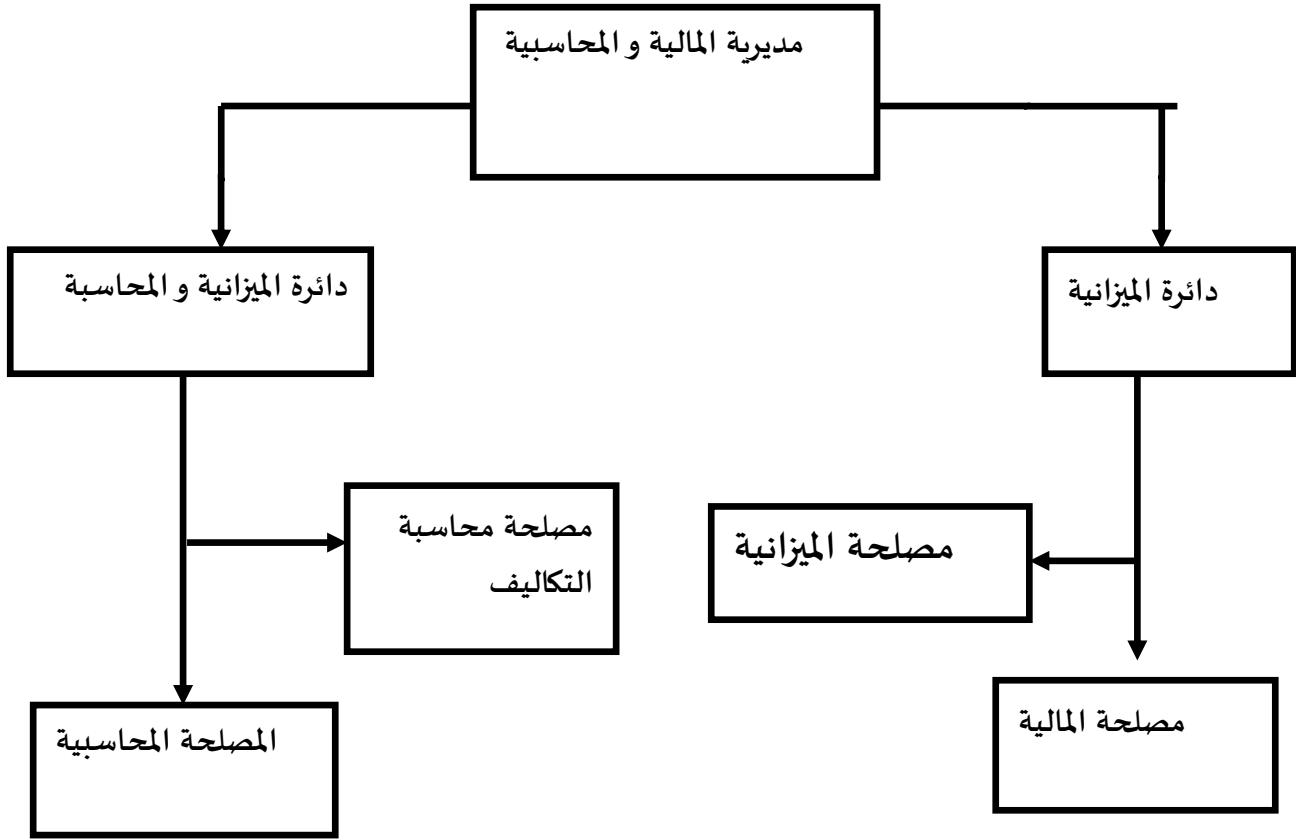 مديرية المالية و المحاسبية
دائرة الميزانية
دائرة الميزانية و المحاسبة
مصلحة الميزانية
مصلحة محاسبة
التكاليف
مصلحة المالية
المصلحة المحاسبية